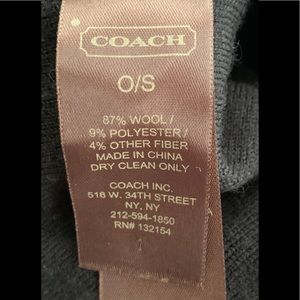 COACH
O/S
87% WOOL /
9% POLYESTER /
4% OTHER FIBER
MADE IN CHINA
DRY CLEAN ONLY
COACH INC.
516 W. 34TH STREET
NY, NY
212-594-1850
RN# 132154